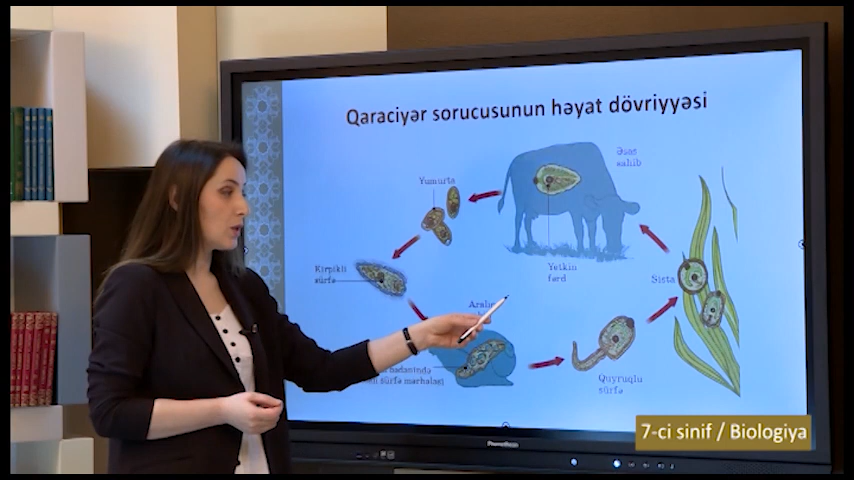 Qaraciyər sorucusunun həyat dövriyyəsi
Əsas
sahib
Yumurta
Kirpikli
sürfə
Yetkin
fərd
Sista
Aralıq
bədənində
sürfə mərhələsi
Quyruqlu
sürfə
Promethean
7-ci sinif / Biologiya